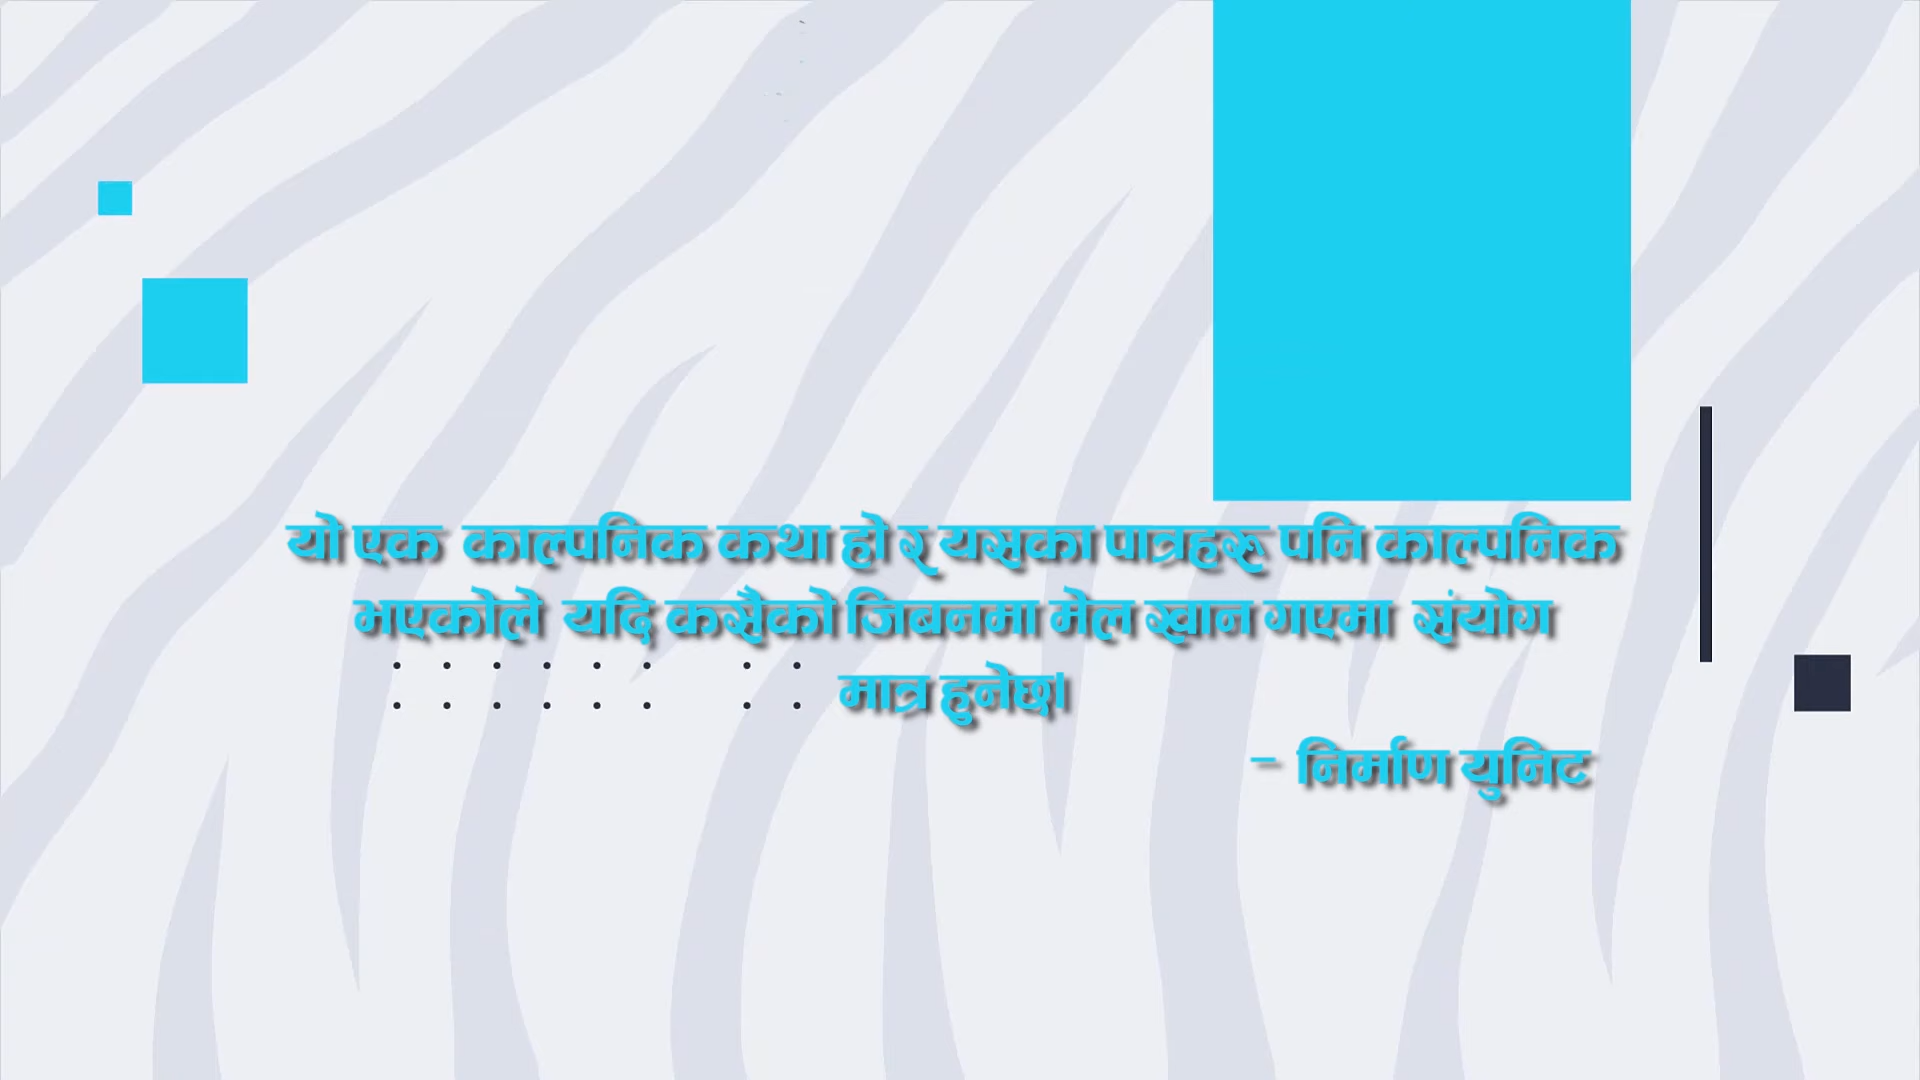 यो एक काल्पनिक कथा हो र यसका पात्रहरू पनि काल्पनिक
भएकोले यदि कसैको जिबनमा मेल खान गएमा संयोग
मात्र हुनेछ।
- निर्माण युनिट